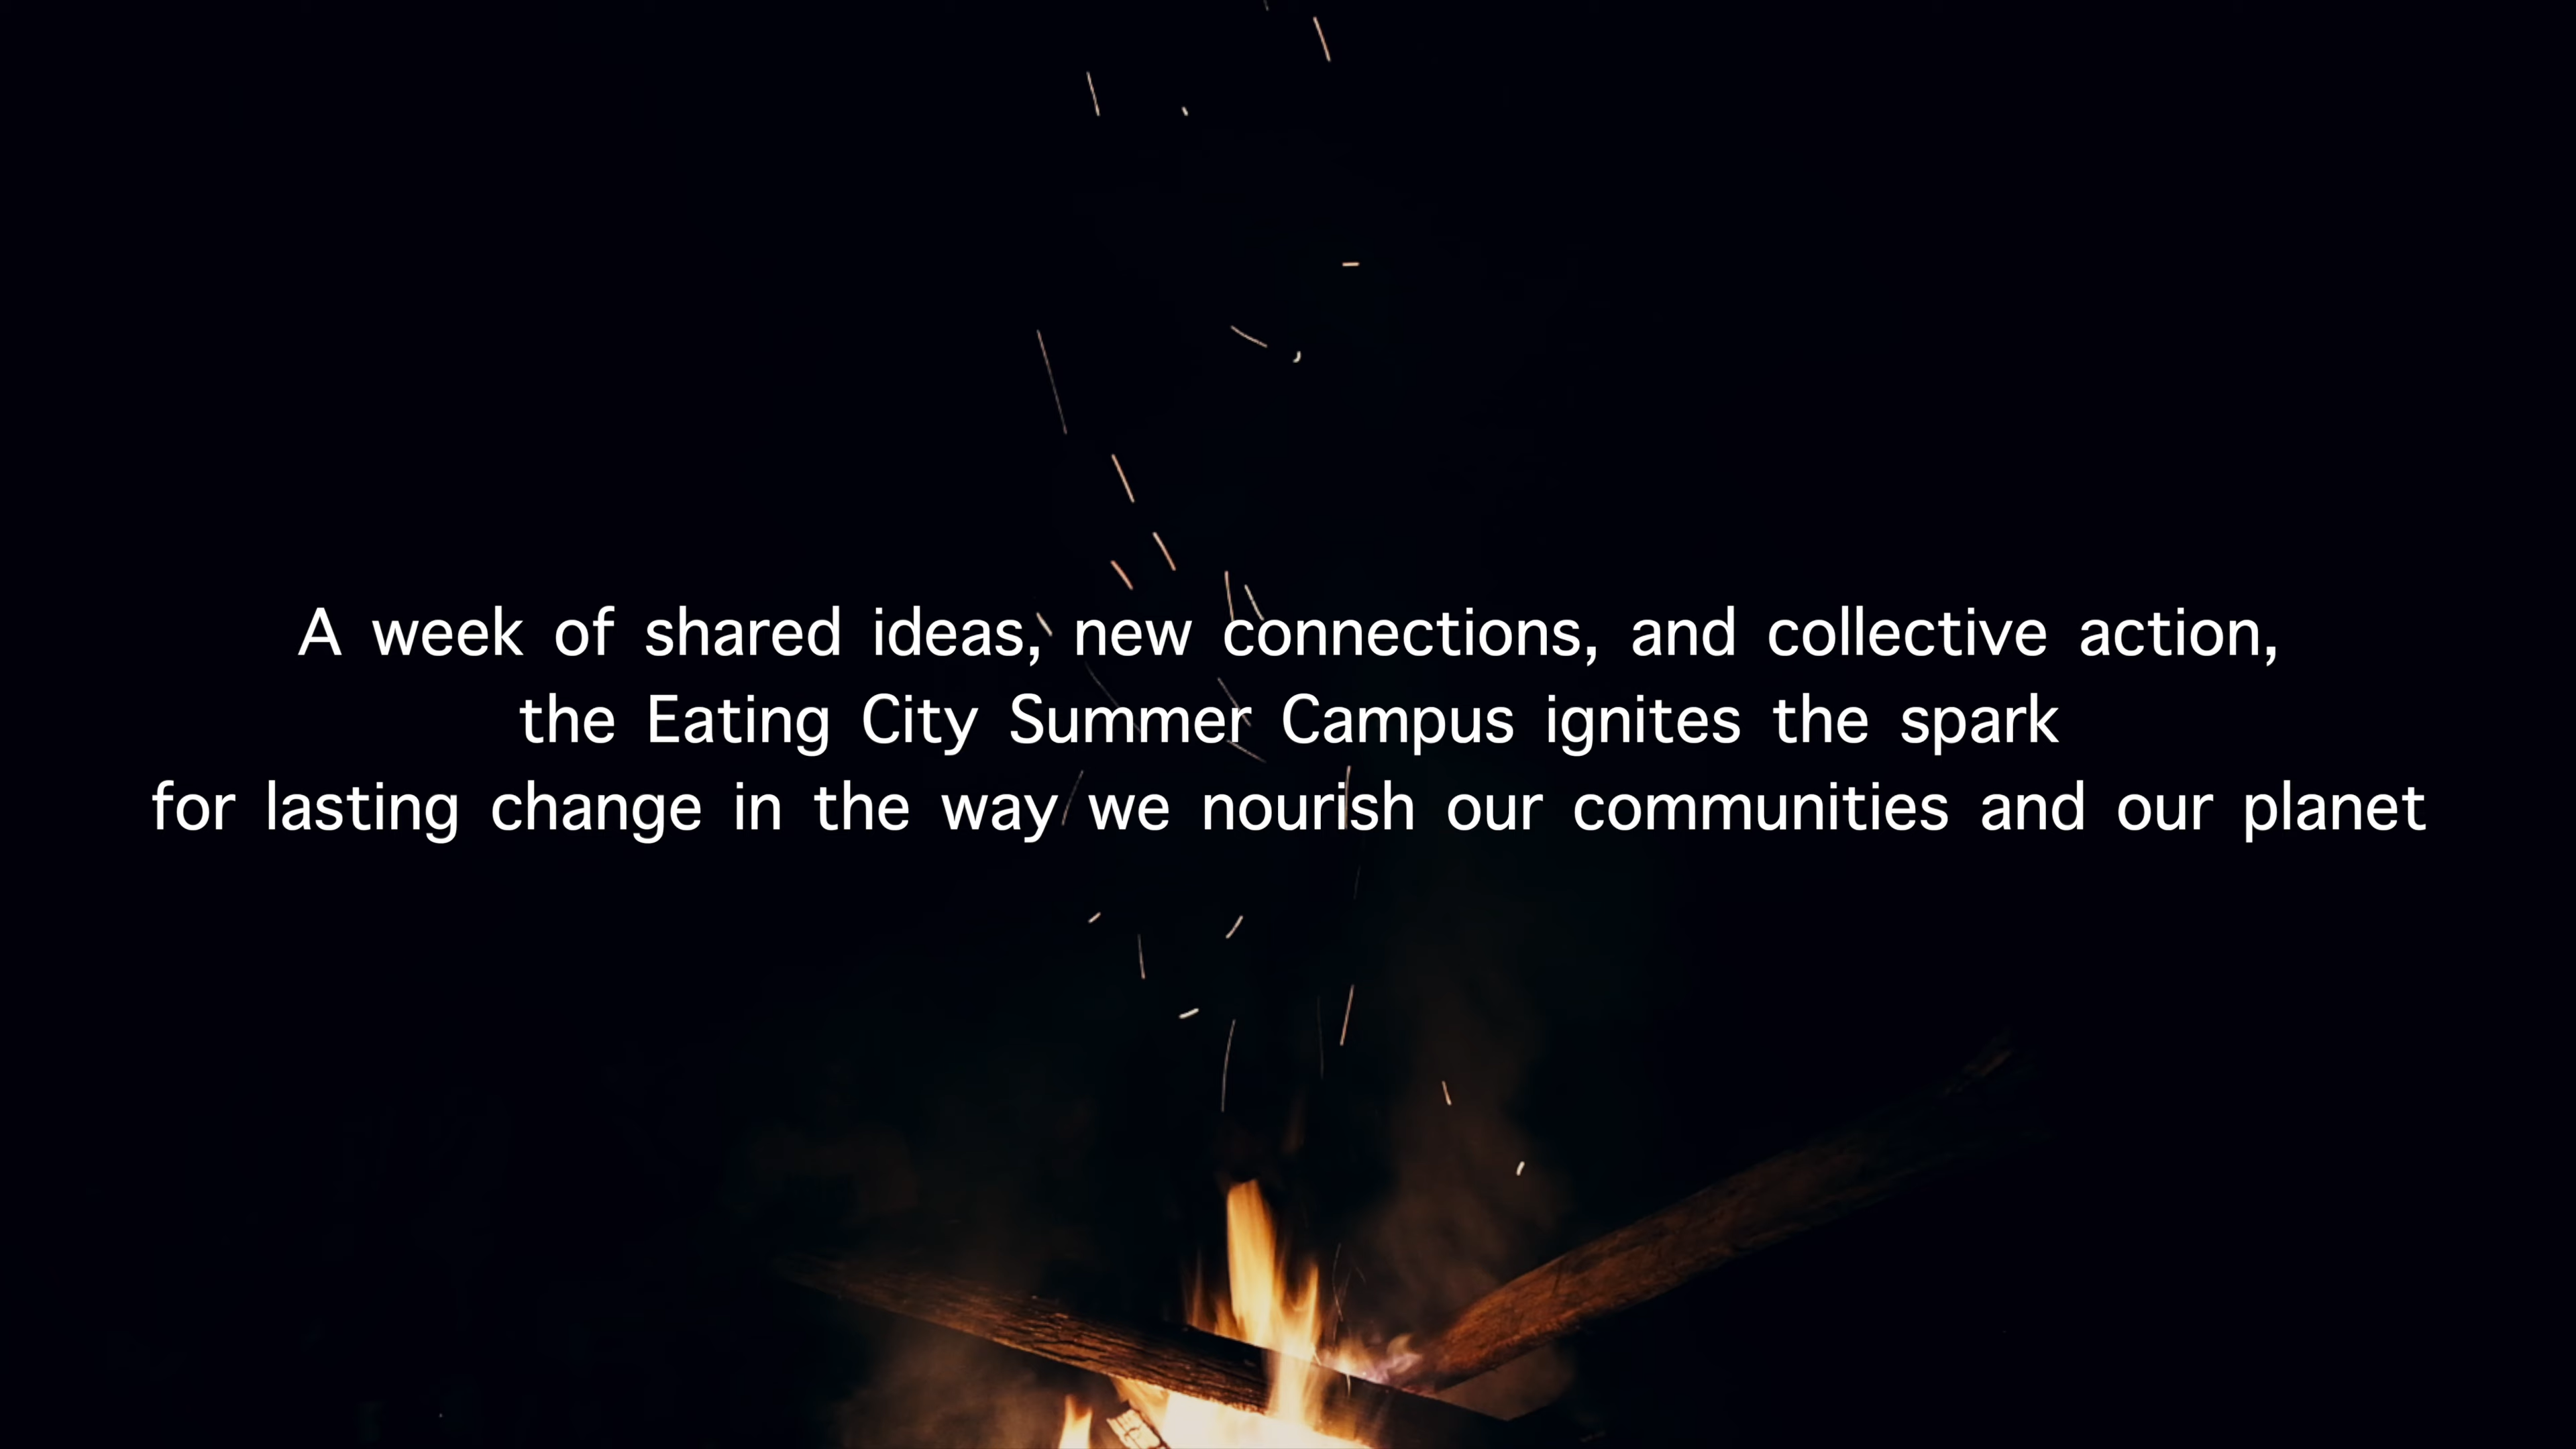 A week of shared ideas, new connections, and collective action,
the Eating City Summer Campus ignites the spark
for lasting change in the way we nourish our communities and our planet